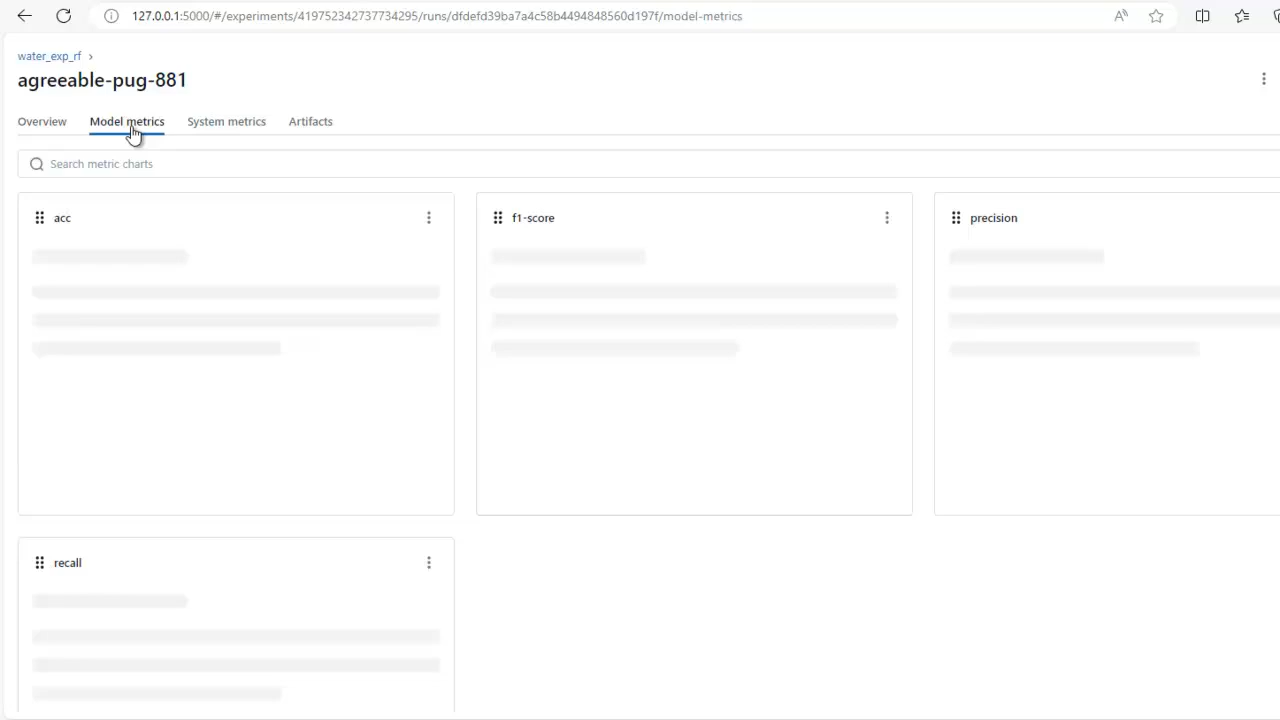 127.0.0.1:5000/#/experiments/419752342737734295/runs/dfdefd39ba7a4c58b4494848560d197f/model-metrics
water_exp_rf
agreeable-pug-881
Overview Model metrics System metrics Artifacts
Search metric charts
acc f1-score precision
recall